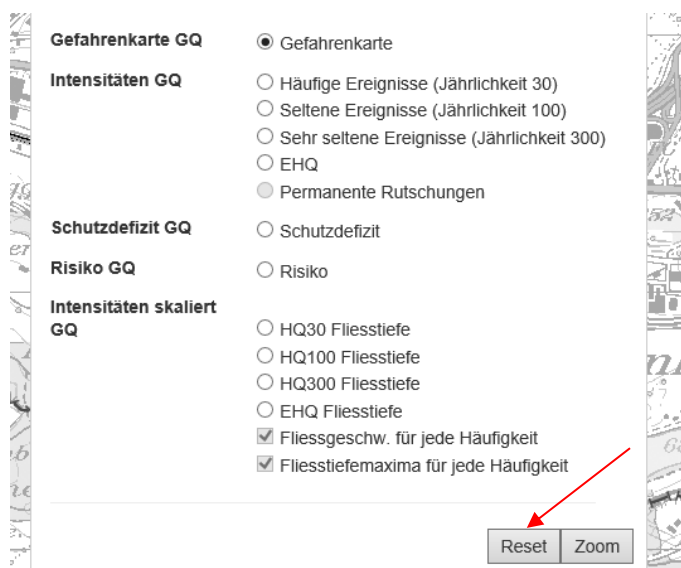 Gefahrenkarte GQ Gefahrenkarte
Intensitäten GQ Häufige Ereignisse (Jährlichkeit 30)
Seltene Ereignisse (Jährlichkeit 100)
Sehr seltene Ereignisse (Jährlichkeit 300)
EHQ
Permanente Rutschungen
Schutzdefizit GQ Schutzdefizit
Risiko GQ Risiko
Intensitäten skaliert
GQ HQ30 Fliesstiefe
HQ100 Fliesstiefe
HQ300 Fliesstiefe
EHQ Fliesstiefe
Fliessgeschw. für jede Häufigkeit
Fliesstiefemaxima für jede Häufigkeit
Reset Zoom